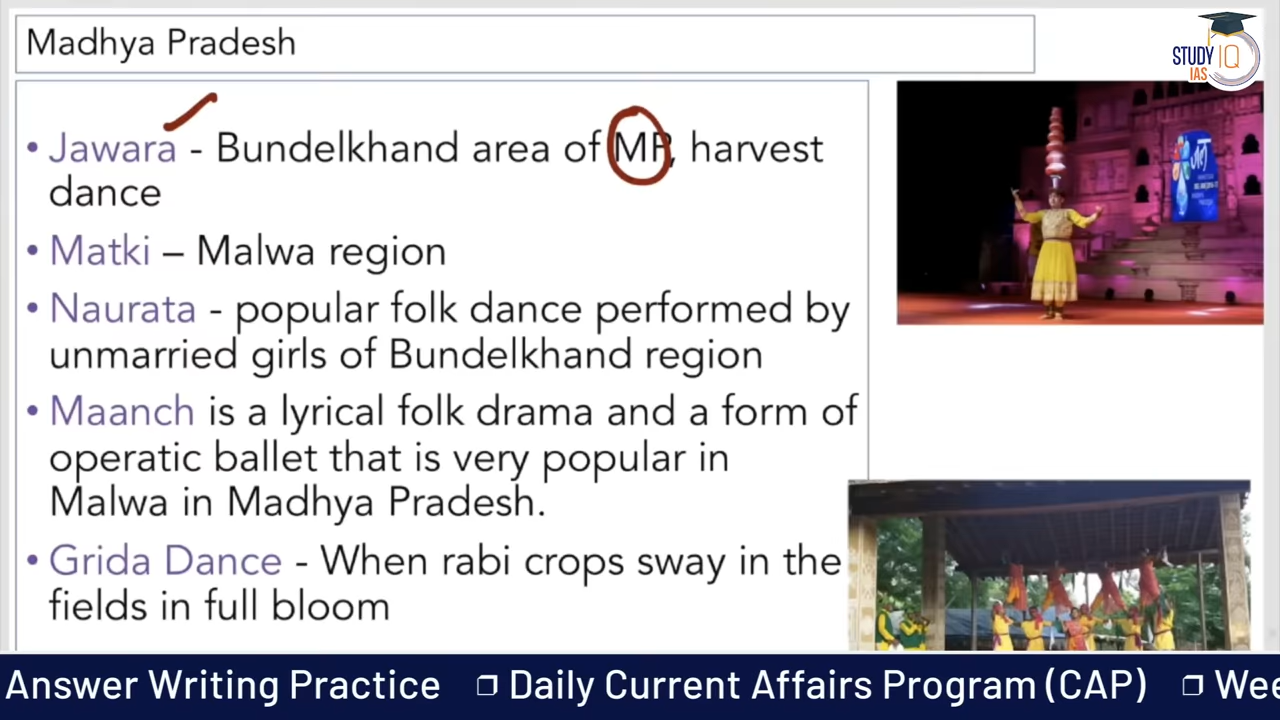 Madhya Pradesh
STUDY IQ
IAS
• Jawara - Bundelkhand area of MP, harvest
dance
• Matki – Malwa region
• Naurata - popular folk dance performed by
unmarried girls of Bundelkhand region
• Maanch is a lyrical folk drama and a form of
operatic ballet that is very popular in
Malwa in Madhya Pradesh.
• Grida Dance - When rabi crops sway in the
fields in full bloom
Answer Writing Practice ❐ Daily Current Affairs Program (CAP) ❐ Wee